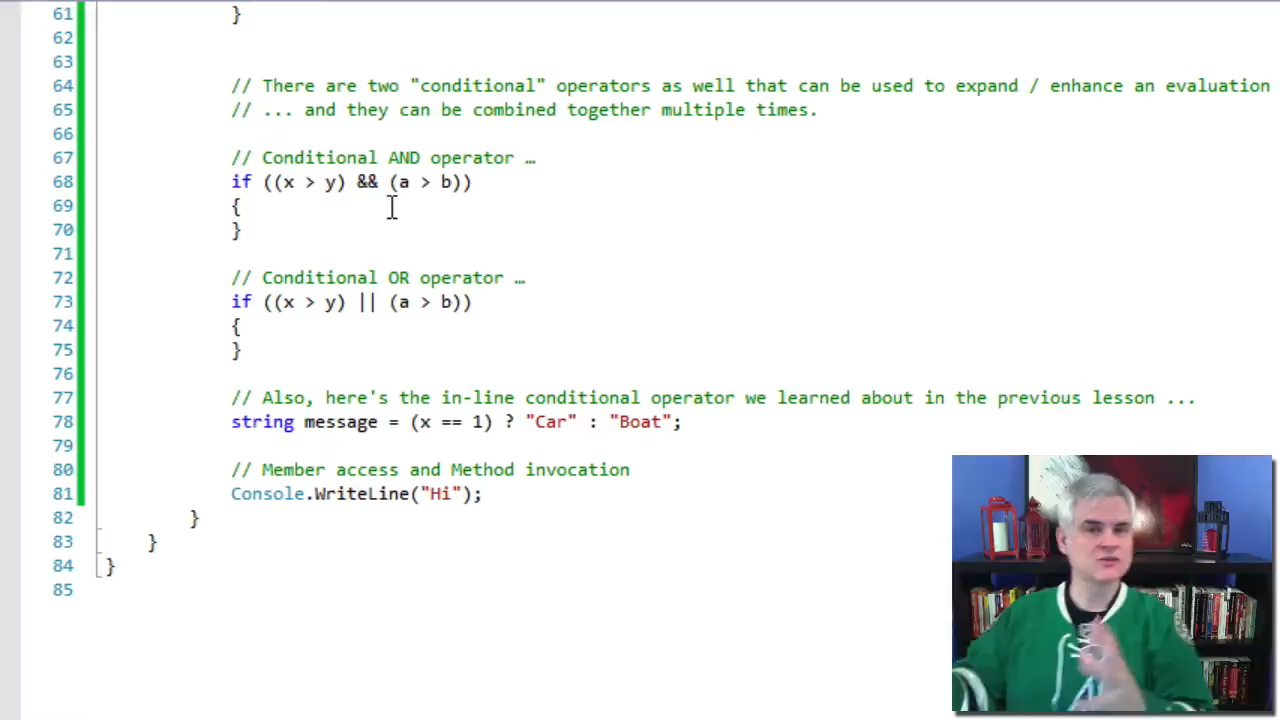 61 }
62
63
64 // There are two "conditional" operators as well that can be used to expand / enhance an evaluation
65 // ... and they can be combined together multiple times.
66
67 // Conditional AND operator …
68 if ((x > y) && (a > b))
69 {
70 }
71
72 // Conditional OR operator …
73 if ((x > y) || (a > b))
74 {
75 }
76
77 // Also, here's the in-line conditional operator we learned about in the previous lesson ...
78 string message = (x == 1) ? "Car" : "Boat";
79
80 // Member access and Method invocation
81 Console.WriteLine("Hi");
82 }
83 }
84 }
85